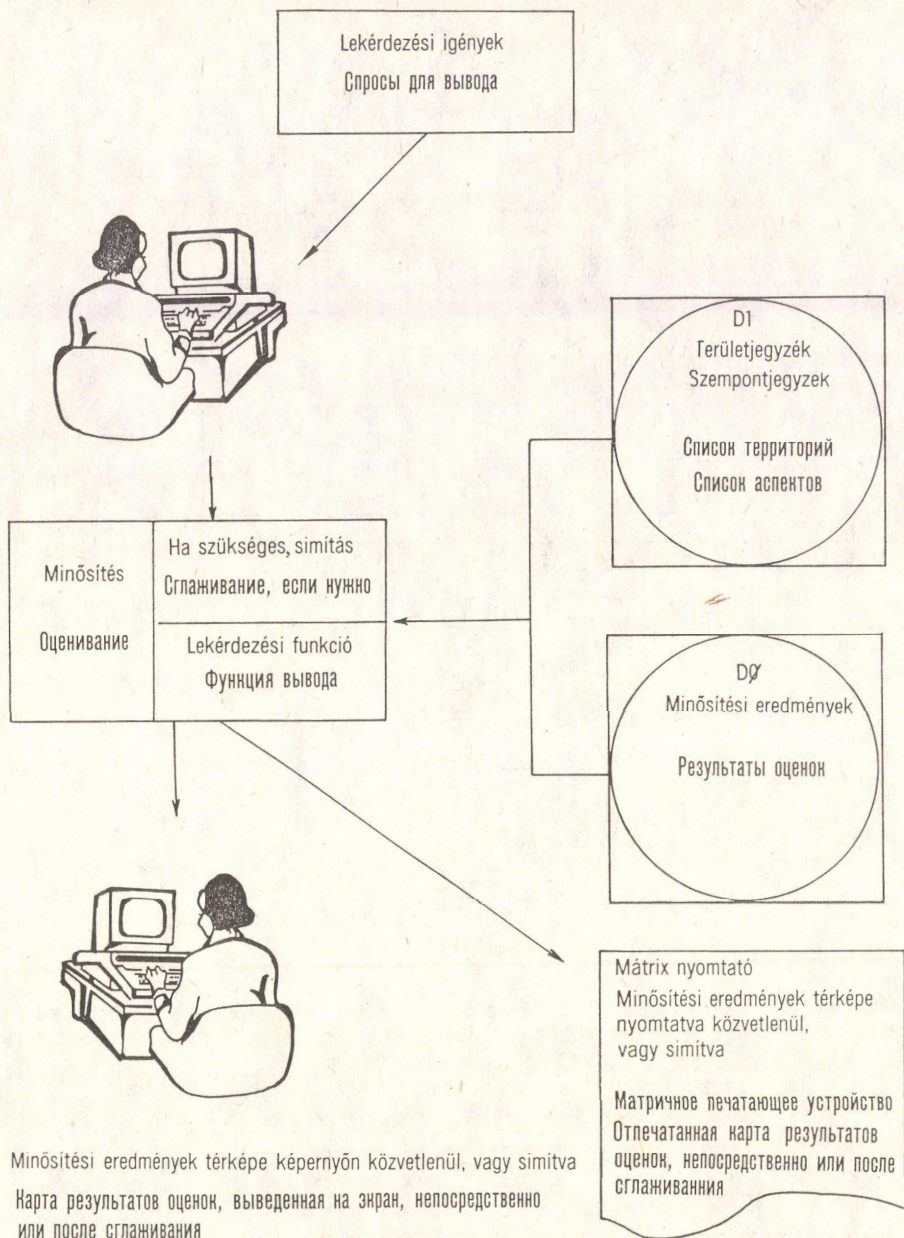 Lekérdezési igények
Спросы для вывода
D1
Területjegyzék
Szempontjegyzek
Список территорий
Список аспектов
Minősítés
Оценивание
Ha szükséges, simítás
Сглаживание, если нужно
Lekérdezési funkció
Функция вывода
DØ
Minősítési eredmények
Результаты оценок
Mátrix nyomtató
Minősítési eredmények térképe
nyomtatva közvetlenül,
vagy simítva
Матричное печатающее устройство
Отпечатанная карта результатов
оценок, непосредственно или после
сглаживанния
Minősítési eredmények térképe képernyőn közvetlenül, vagy simítva
Карта результатов оценок, выведенная на экран, непосредственно
или после сглаживания